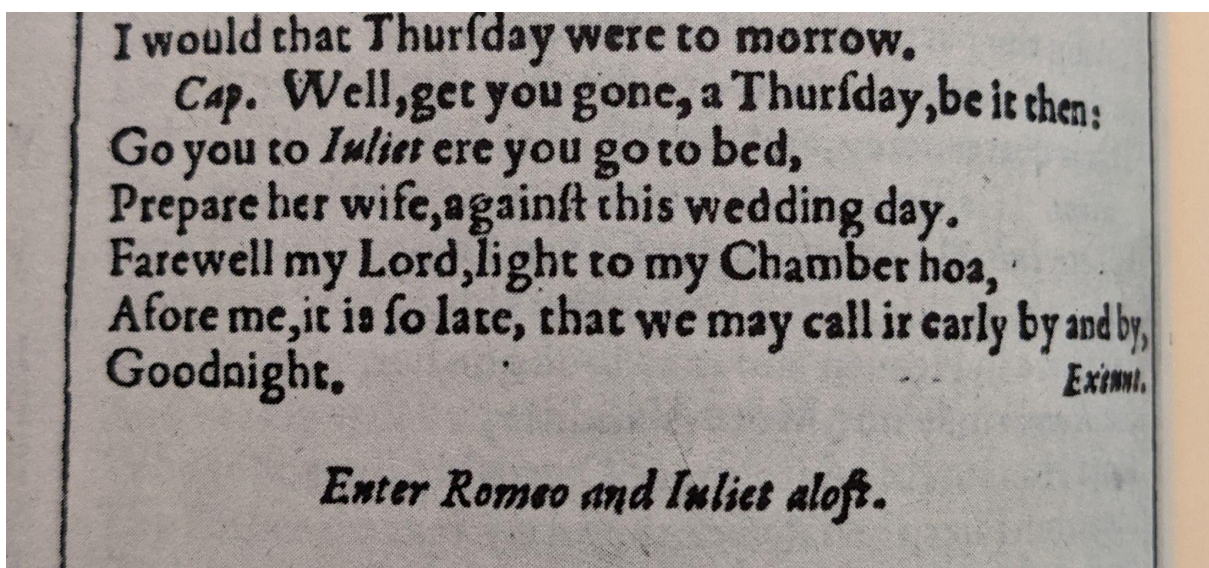 I would that Thurſday were to morrow.
Cap. Well,get you gone, a Thurſday,be it then:
Go you to Iuliet ere you go to bed,
Prepare her wife,againſt this wedding day.
Farewell my Lord,light to my Chamber hoa,
Afore me,it is ſo late, that we may call ir early by and by,
Goodnight. Exeunt.
Enter Romeo and Iuliet aloft.